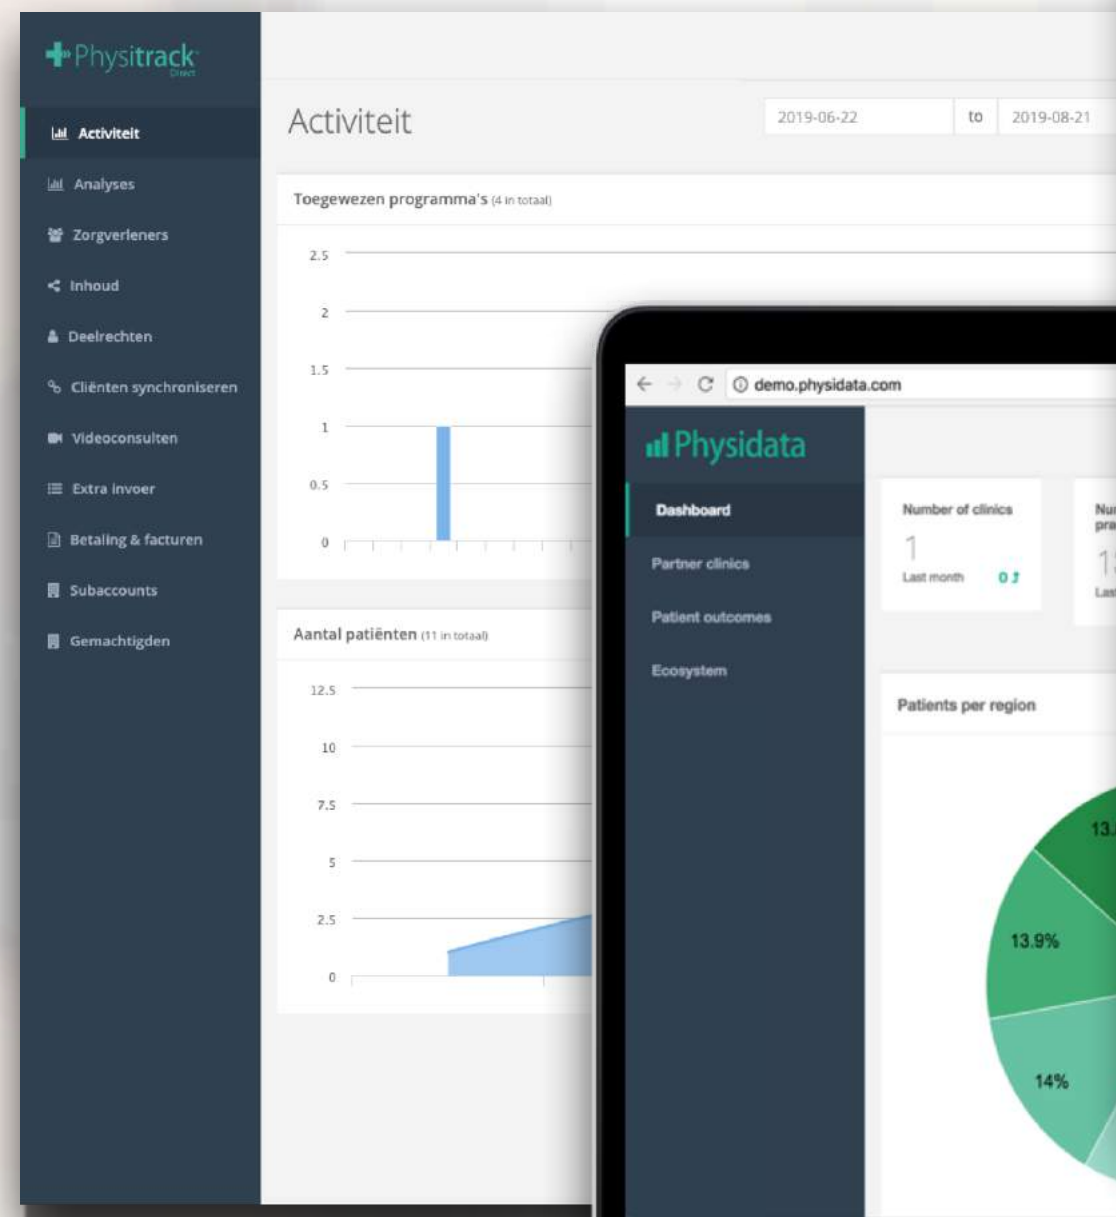 Physitrack
Direct
Activiteit
Analyses
Zorgverleners
Inhoud
Deelrechten
Cliënten synchroniseren
Videoconsulten
Extra invoer
Betaling & facturen
Subaccounts
Gemachtigden
Activiteit
2019-06-22 to 2019-08-21
Toegewezen programma's (4 in totaal)
2.5
2
1.5
1
0.5
0
Aantal patiënten (11 in totaal)
12.5
10
7.5
5
2.5
0
demo.physidata.com
Physidata
Dashboard
Partner clinics
Patient outcomes
Ecosystem
Number of clinics
1
Last month 0
Patients per region
13.9%
14%